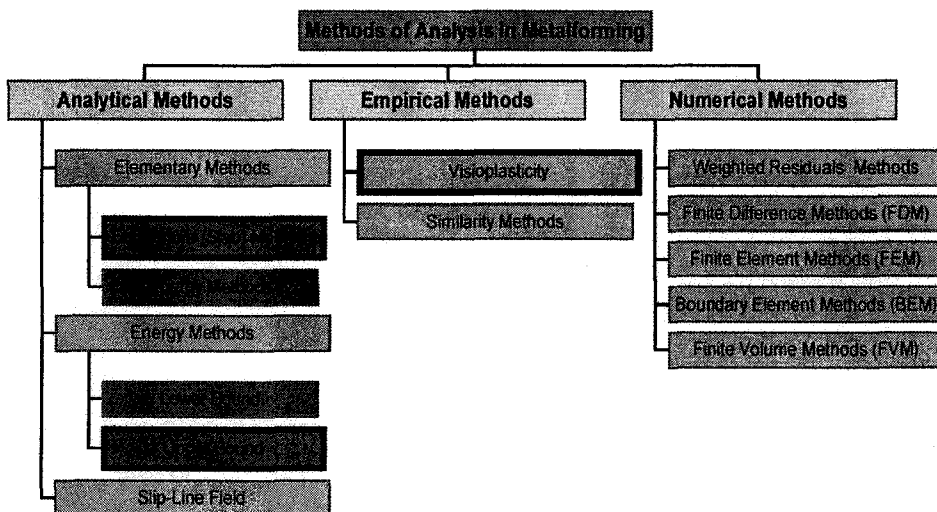 Methods of Analysis in Metalforming
Analytical Methods
Empirical Methods
Numerical Methods
Elementary Methods
Visioplasticity
Similarity Methods
Weighted Residuals Methods
Finite Difference Methods (FDM)
Finite Element Methods (FEM)
Boundary Element Methods (BEM)
Finite Volume Methods (FVM)
Energy Methods
Lower Bound
Slip-Line Field